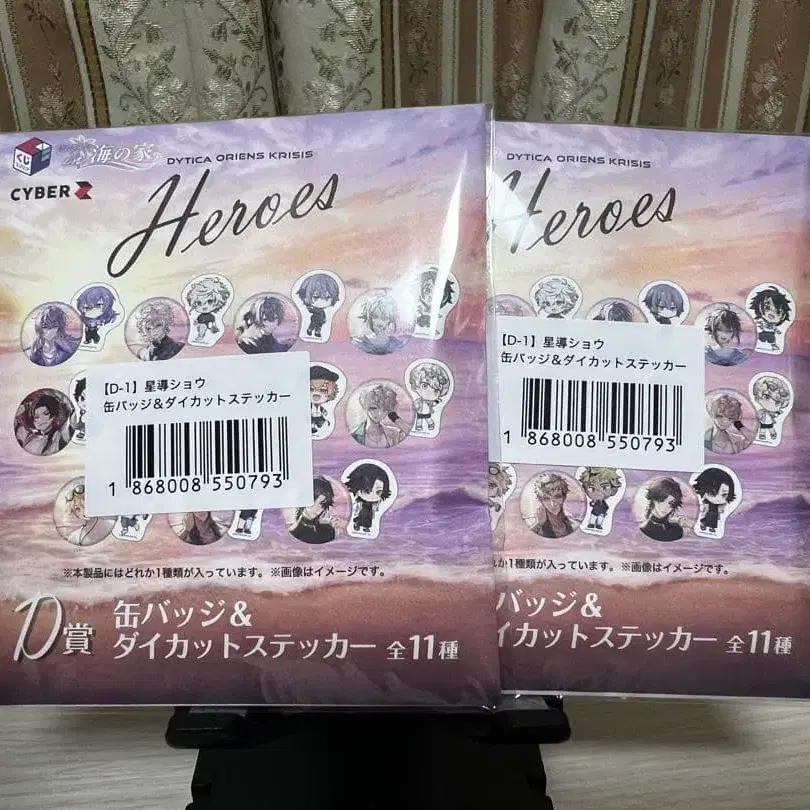 海の家
DYTICA ORIENS KRISIS
CYBER Z
Heroes
【D-1】星導ショウ
缶バッジ&ダイカットステッカー
1 868008 550793
※本製品にはどれか1種類が入っています。※画像はイメージです。
D賞
缶バッジ&
ダイカットステッカー 全11種
DYTICA ORIENS KRISIS
Heroes
【D-1】星導ショウ
缶バッジ&ダイカットステッカー
1 868008 550793
どれか1種類が入っています。※画像はイメージです。
バッジ&
イカットステッカー 全11種